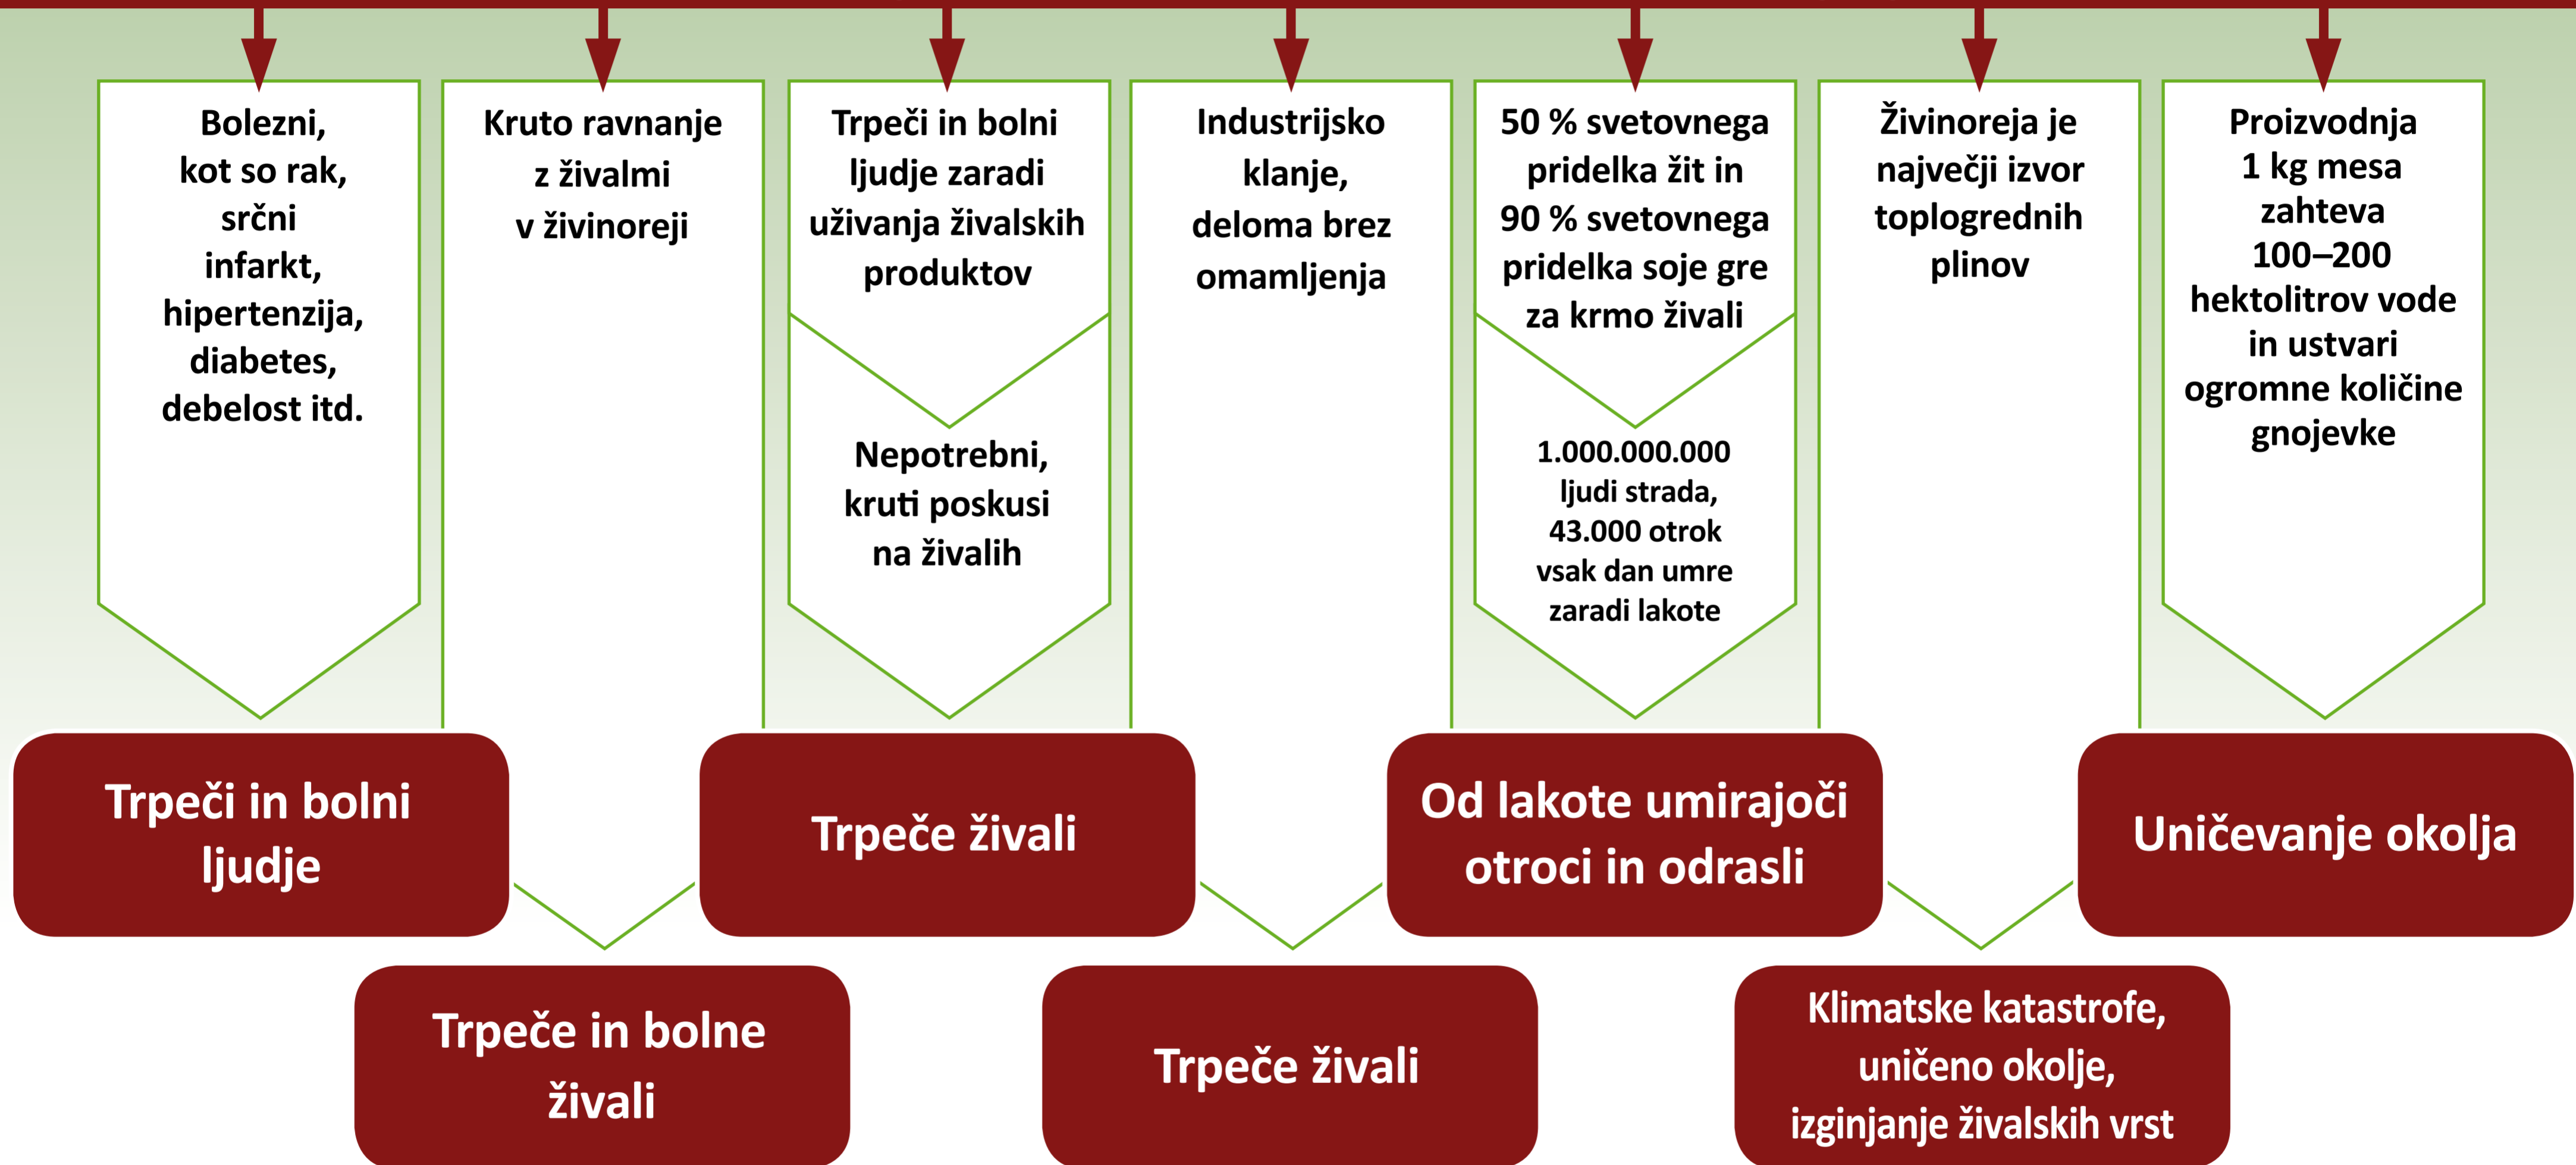 Bolezni,
kot so rak,
srčni
infarkt,
hipertenzija,
diabetes,
debelost itd.
Kruto ravnanje
z živalmi
v živinoreji
Trpeči in bolni
ljudje zaradi
uživanja živalskih
produktov
Nepotrebni,
kruti poskusi
na živalih
Industrijsko
klanje,
deloma brez
omamljenja
50 % svetovnega
pridelka žit in
90 % svetovnega
pridelka soje gre
za krmo živali
1.000.000.000
ljudi strada,
43.000 otrok
vsak dan umre
zaradi lakote
Živinoreja je
največji izvor
toplogrednih
plinov
Proizvodnja
1 kg mesa
zahteva
100–200
hektolitrov vode
in ustvari
ogromne količine
gnojevke
Trpeči in bolni
ljudje
Trpeče živali
Od lakote umirajoči
otroci in odrasli
Uničevanje okolja
Trpeče in bolne
živali
Trpeče živali
Klimatske katastrofe,
uničeno okolje,
izginjanje živalskih vrst